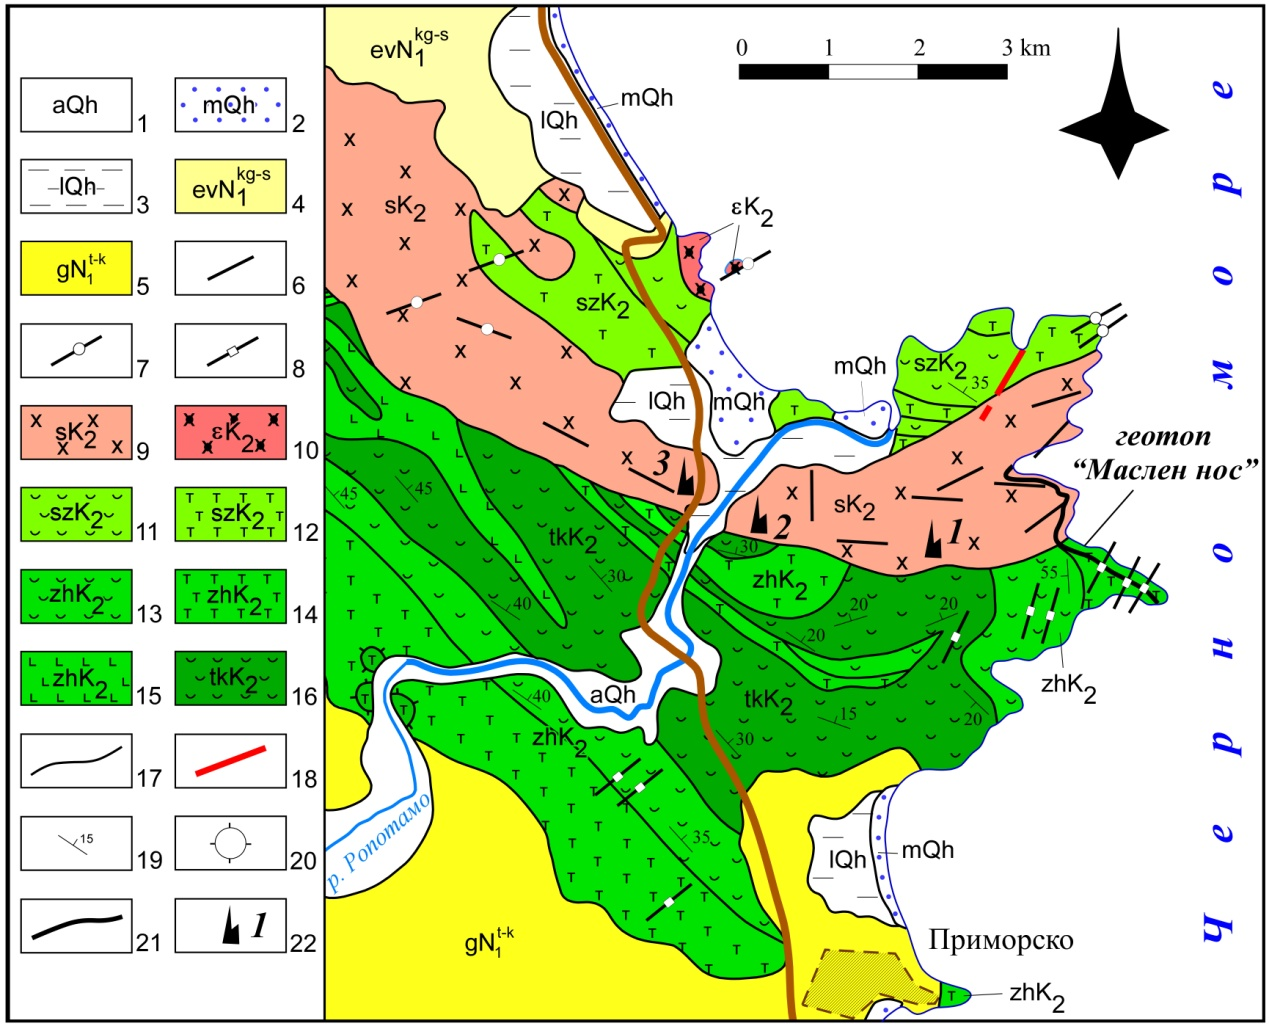 aQh
1
mQh
2
lQh
3
evN₁ᵏᵍ⁻ˢ
4
gN₁ᵗ⁻ᵏ
5
6
7
8
x x x sK₂ x x
9
εK₂
10
szK₂
11
T T T T szK₂ T T T T
12
zhK₂
13
T T T T zhK₂ T T T T
14
L L L L zhK₂ L L L L
15
tkK₂
16
17
18
15
19
20
21
1
22
evN₁ᵏᵍ⁻ˢ
0 1 2 3 km
mQh
lQh
sK₂
εK₂
szK₂
szK₂
35
mQh
lQh
mQh
геотоп
“Маслен нос”
3
2
1
sK₂
45
45
tkK₂
30
40
30
zhK₂
20
20
20
55
zhK₂
aQh
40
zhK₂
tkK₂
15
20
30
35
р. Ропотамо
lQh
mQh
gN₁ᵗ⁻ᵏ
Приморско
zhK₂
Черно море